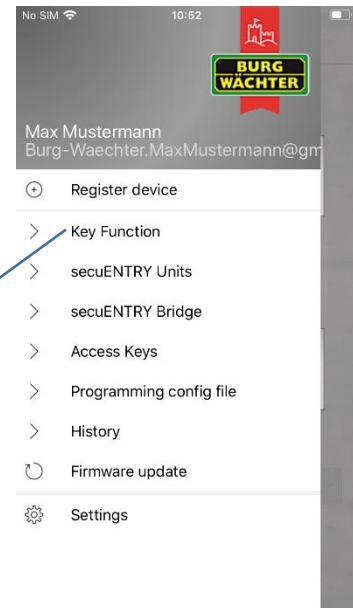 No SIM 10:52
BURG
WÄCHTER
Max Mustermann
Burg-Waechter.MaxMustermann@gm
Register device
Key Function
secuENTRY Units
secuENTRY Bridge
Access Keys
Programming config file
History
Firmware update
Settings